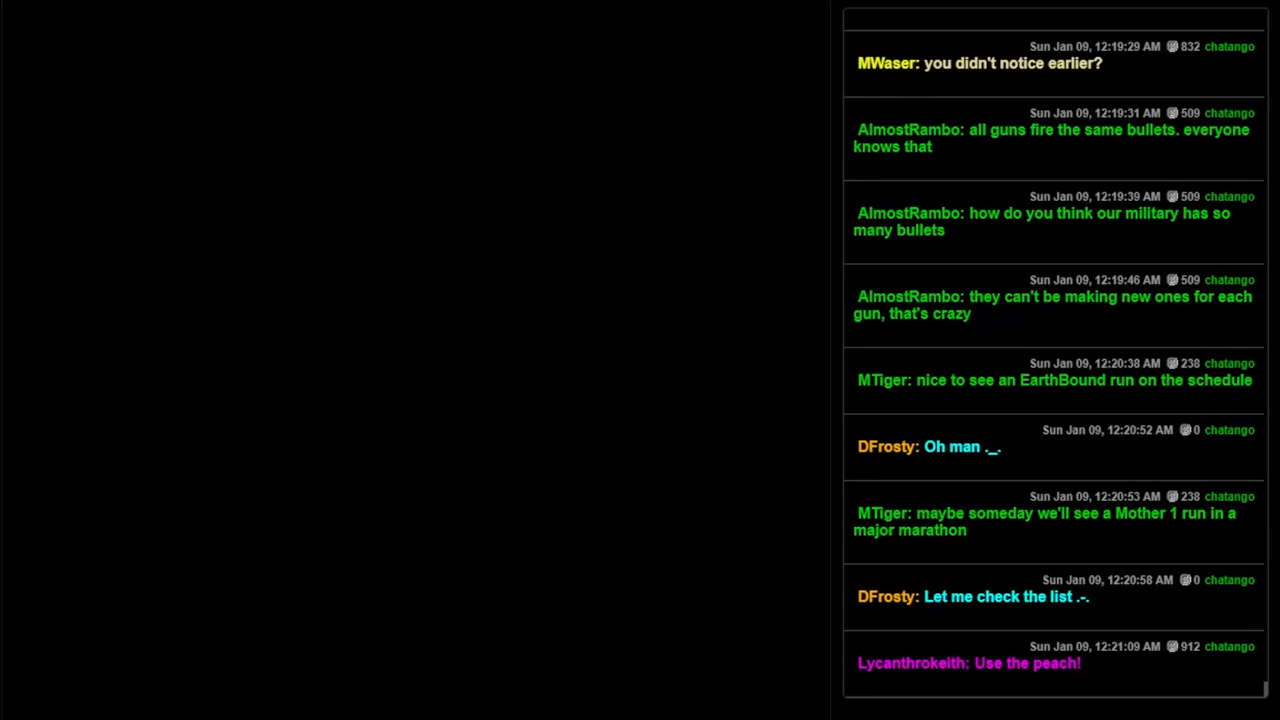 Sun Jan 09, 12:19:29 AM 832 chatango
MWaser: you didn't notice earlier?
Sun Jan 09, 12:19:31 AM 509 chatango
AlmostRambo: all guns fire the same bullets. everyone
knows that
Sun Jan 09, 12:19:39 AM 509 chatango
AlmostRambo: how do you think our military has so
many bullets
Sun Jan 09, 12:19:46 AM 509 chatango
AlmostRambo: they can't be making new ones for each
gun, that's crazy
Sun Jan 09, 12:20:38 AM 238 chatango
MTiger: nice to see an EarthBound run on the schedule
Sun Jan 09, 12:20:52 AM 0 chatango
DFrosty: Oh man ._.
Sun Jan 09, 12:20:53 AM 238 chatango
MTiger: maybe someday we'll see a Mother 1 run in a
major marathon
Sun Jan 09, 12:20:58 AM 0 chatango
DFrosty: Let me check the list .-.
Sun Jan 09, 12:21:09 AM 912 chatango
Lycanthrokeith: Use the peach!